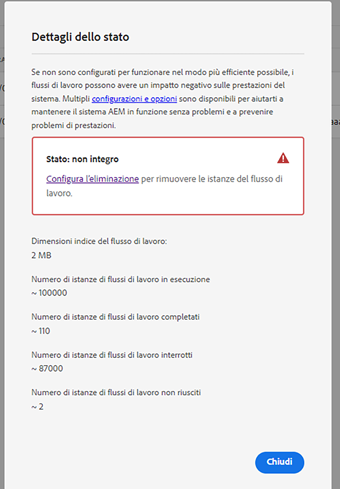 Dettagli dello stato
Se non sono configurati per funzionare nel modo più efficiente possibile, i
flussi di lavoro possono avere un impatto negativo sulle prestazioni del
sistema. Multipli configurazioni e opzioni sono disponibili per aiutarti a
mantenere il sistema AEM in funzione senza problemi e a prevenire
problemi di prestazioni.
Stato: non integro
Configura l'eliminazione per rimuovere le istanze del flusso di
lavoro.
Dimensioni indice del flusso di lavoro:
2 MB
Numero di istanze di flussi di lavoro in esecuzione
~ 100000
Numero di istanze di flussi di lavoro completati
~ 110
Numero di istanze di flussi di lavoro interrotti
~ 87000
Numero di istanze di flussi di lavoro non riusciti
~ 2
Chiudi